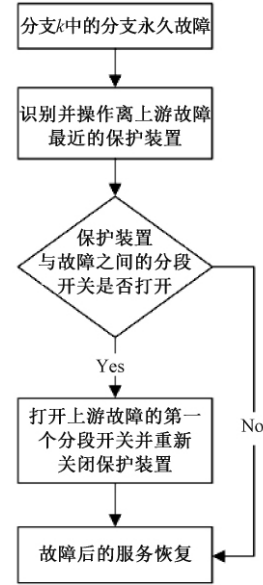 分支k中的分支永久故障
识别并操作离上游故障
最近的保护装置
保护装置
与故障之间的分段
开关是否打开
Yes
No
打开上游故障的第一
个分段开关并重新
关闭保护装置
故障后的服务恢复